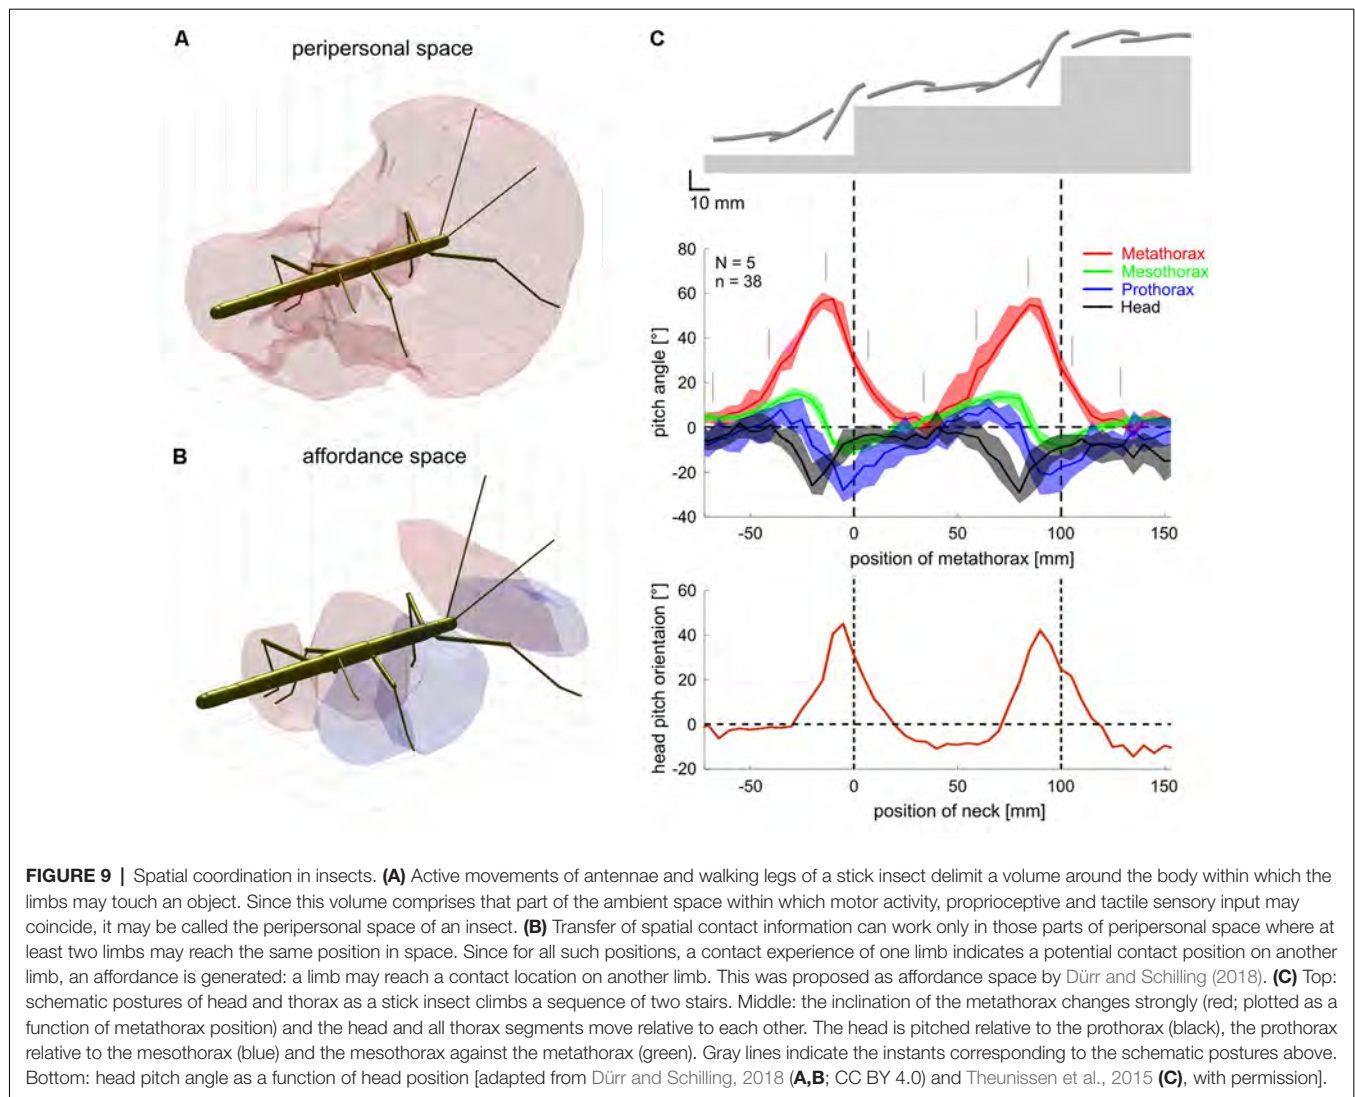 A
peripersonal space
B
affordance space
C
10 mm
80
60
40
20
0
-20
-40
pitch angle [°]
N = 5
n = 38
Metathorax
Mesothorax
Prothorax
Head
-50
0
50
100
150
position of metathorax [mm]
60
40
20
0
-20
head pitch orientaion [°]
-50
0
50
100
150
position of neck [mm]
FIGURE 9 | Spatial coordination in insects. (A) Active movements of antennae and walking legs of a stick insect delimit a volume around the body within which the
limbs may touch an object. Since this volume comprises that part of the ambient space within which motor activity, proprioceptive and tactile sensory input may
coincide, it may be called the peripersonal space of an insect. (B) Transfer of spatial contact information can work only in those parts of peripersonal space where at
least two limbs may reach the same position in space. Since for all such positions, a contact experience of one limb indicates a potential contact position on another
limb, an affordance is generated: a limb may reach a contact location on another limb. This was proposed as affordance space by Dürr and Schilling (2018). (C) Top:
schematic postures of head and thorax as a stick insect climbs a sequence of two stairs. Middle: the inclination of the metathorax changes strongly (red; plotted as a
function of metathorax position) and the head and all thorax segments move relative to each other. The head is pitched relative to the prothorax (black), the prothorax
relative to the mesothorax (blue) and the mesothorax against the metathorax (green). Gray lines indicate the instants corresponding to the schematic postures above.
Bottom: head pitch angle as a function of head position [adapted from Dürr and Schilling, 2018 (A,B; CC BY 4.0) and Theunissen et al., 2015 (C), with permission].